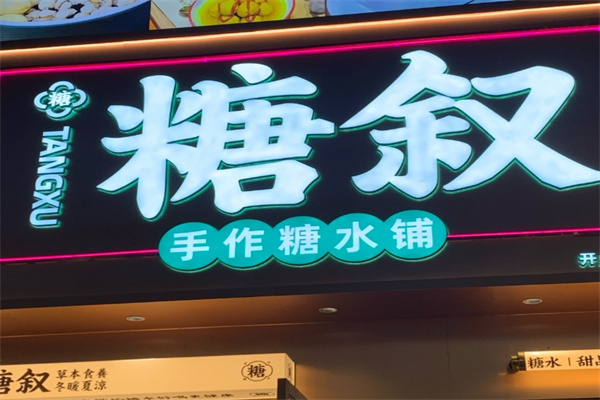 糖
TANGXU
糖叙
手作糖水铺
开
糖叙
草本食養
冬暖夏涼
糖
糖水 | 甜品